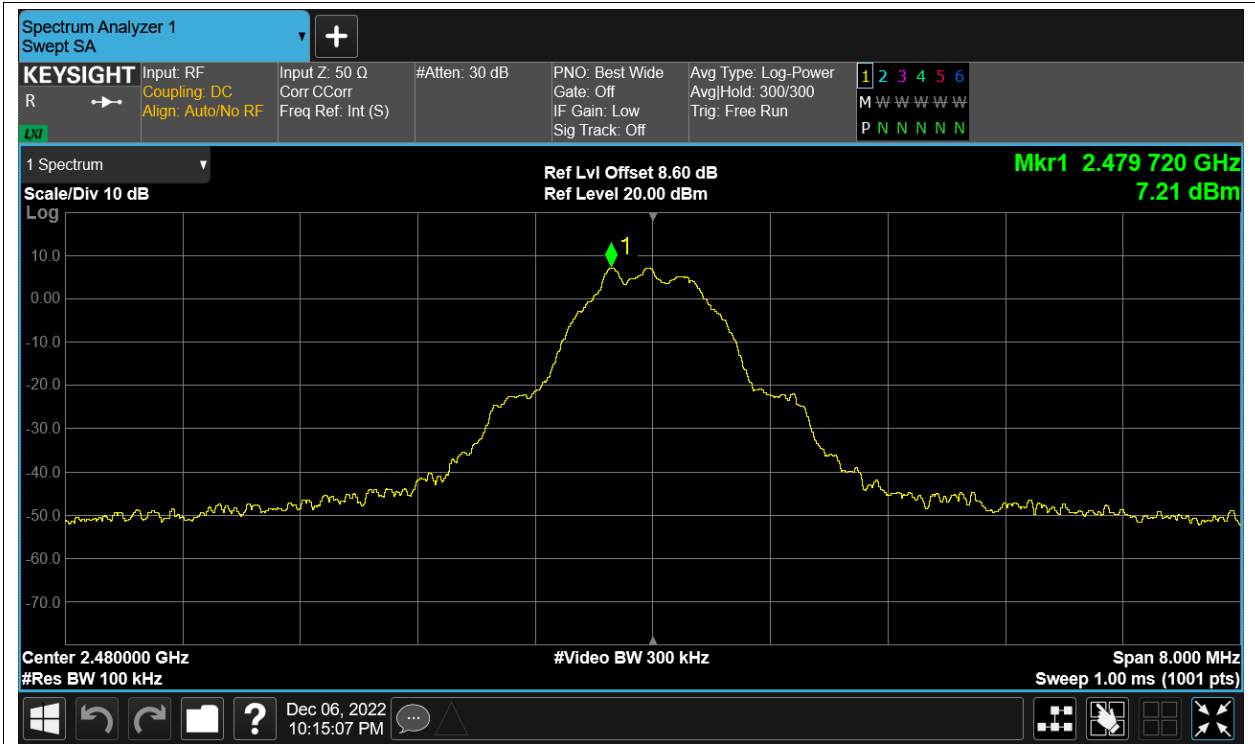 Spectrum Analyzer 1
Swept SA
KEYSIGHT
R
LXI
Input: RF
Coupling: DC
Align: Auto/No RF
Input Z: 50 Ω
Corr CCorr
Freq Ref: Int (S)
#Atten: 30 dB
PNO: Best Wide
Gate: Off
IF Gain: Low
Sig Track: Off
Avg Type: Log-Power
Avg|Hold: 300/300
Trig: Free Run
1 2 3 4 5 6
M W W W W W
P N N N N N
1 Spectrum
Scale/Div 10 dB
Log
Ref Lvl Offset 8.60 dB
Ref Level 20.00 dBm
Mkr1 2.479 720 GHz
7.21 dBm
1
10.0
0.00
-10.0
-20.0
-30.0
-40.0
-50.0
-60.0
-70.0
Center 2.480000 GHz
#Video BW 300 kHz
Span 8.000 MHz
#Res BW 100 kHz
Sweep 1.00 ms (1001 pts)
?
Dec 06, 2022
10:15:07 PM